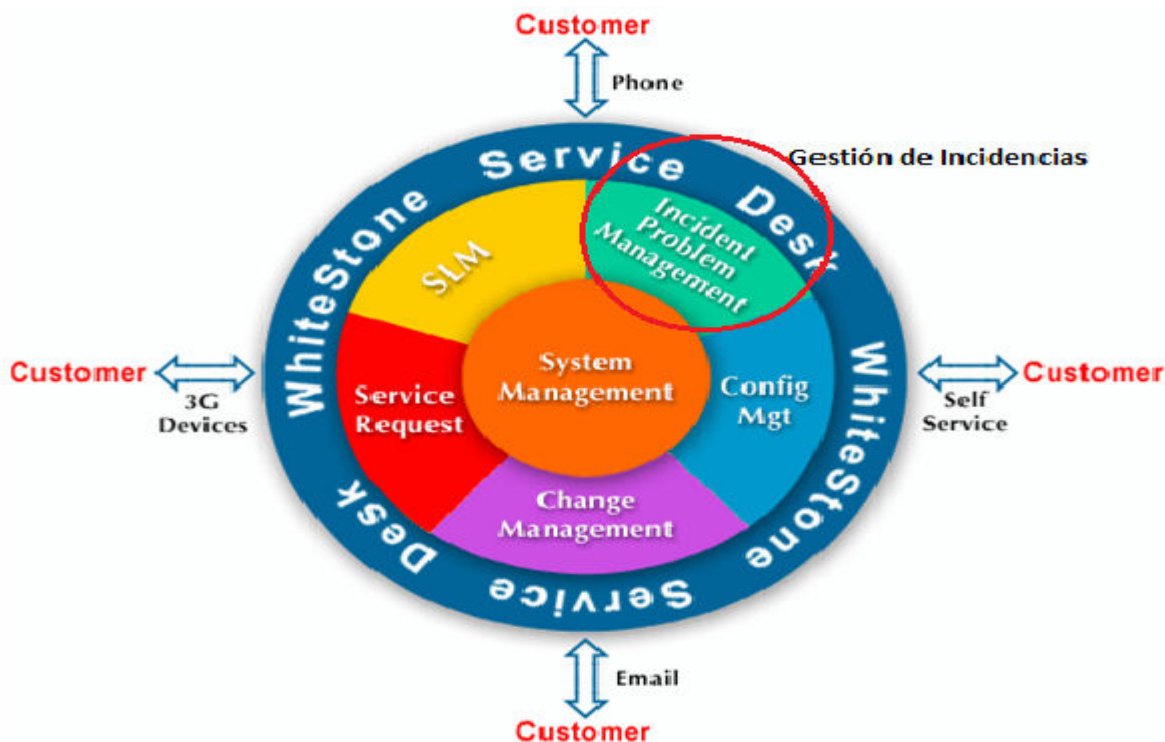 Customer
Phone
WhiteStone Service Desk
Gestión de Incidencias
SLM
Incident
Problem
Management
Customer
3G
Devices
Service
Request
System
Management
Config
Mgt
Self
Service
Customer
Change
Management
WhiteStone Service Desk
Email
Customer